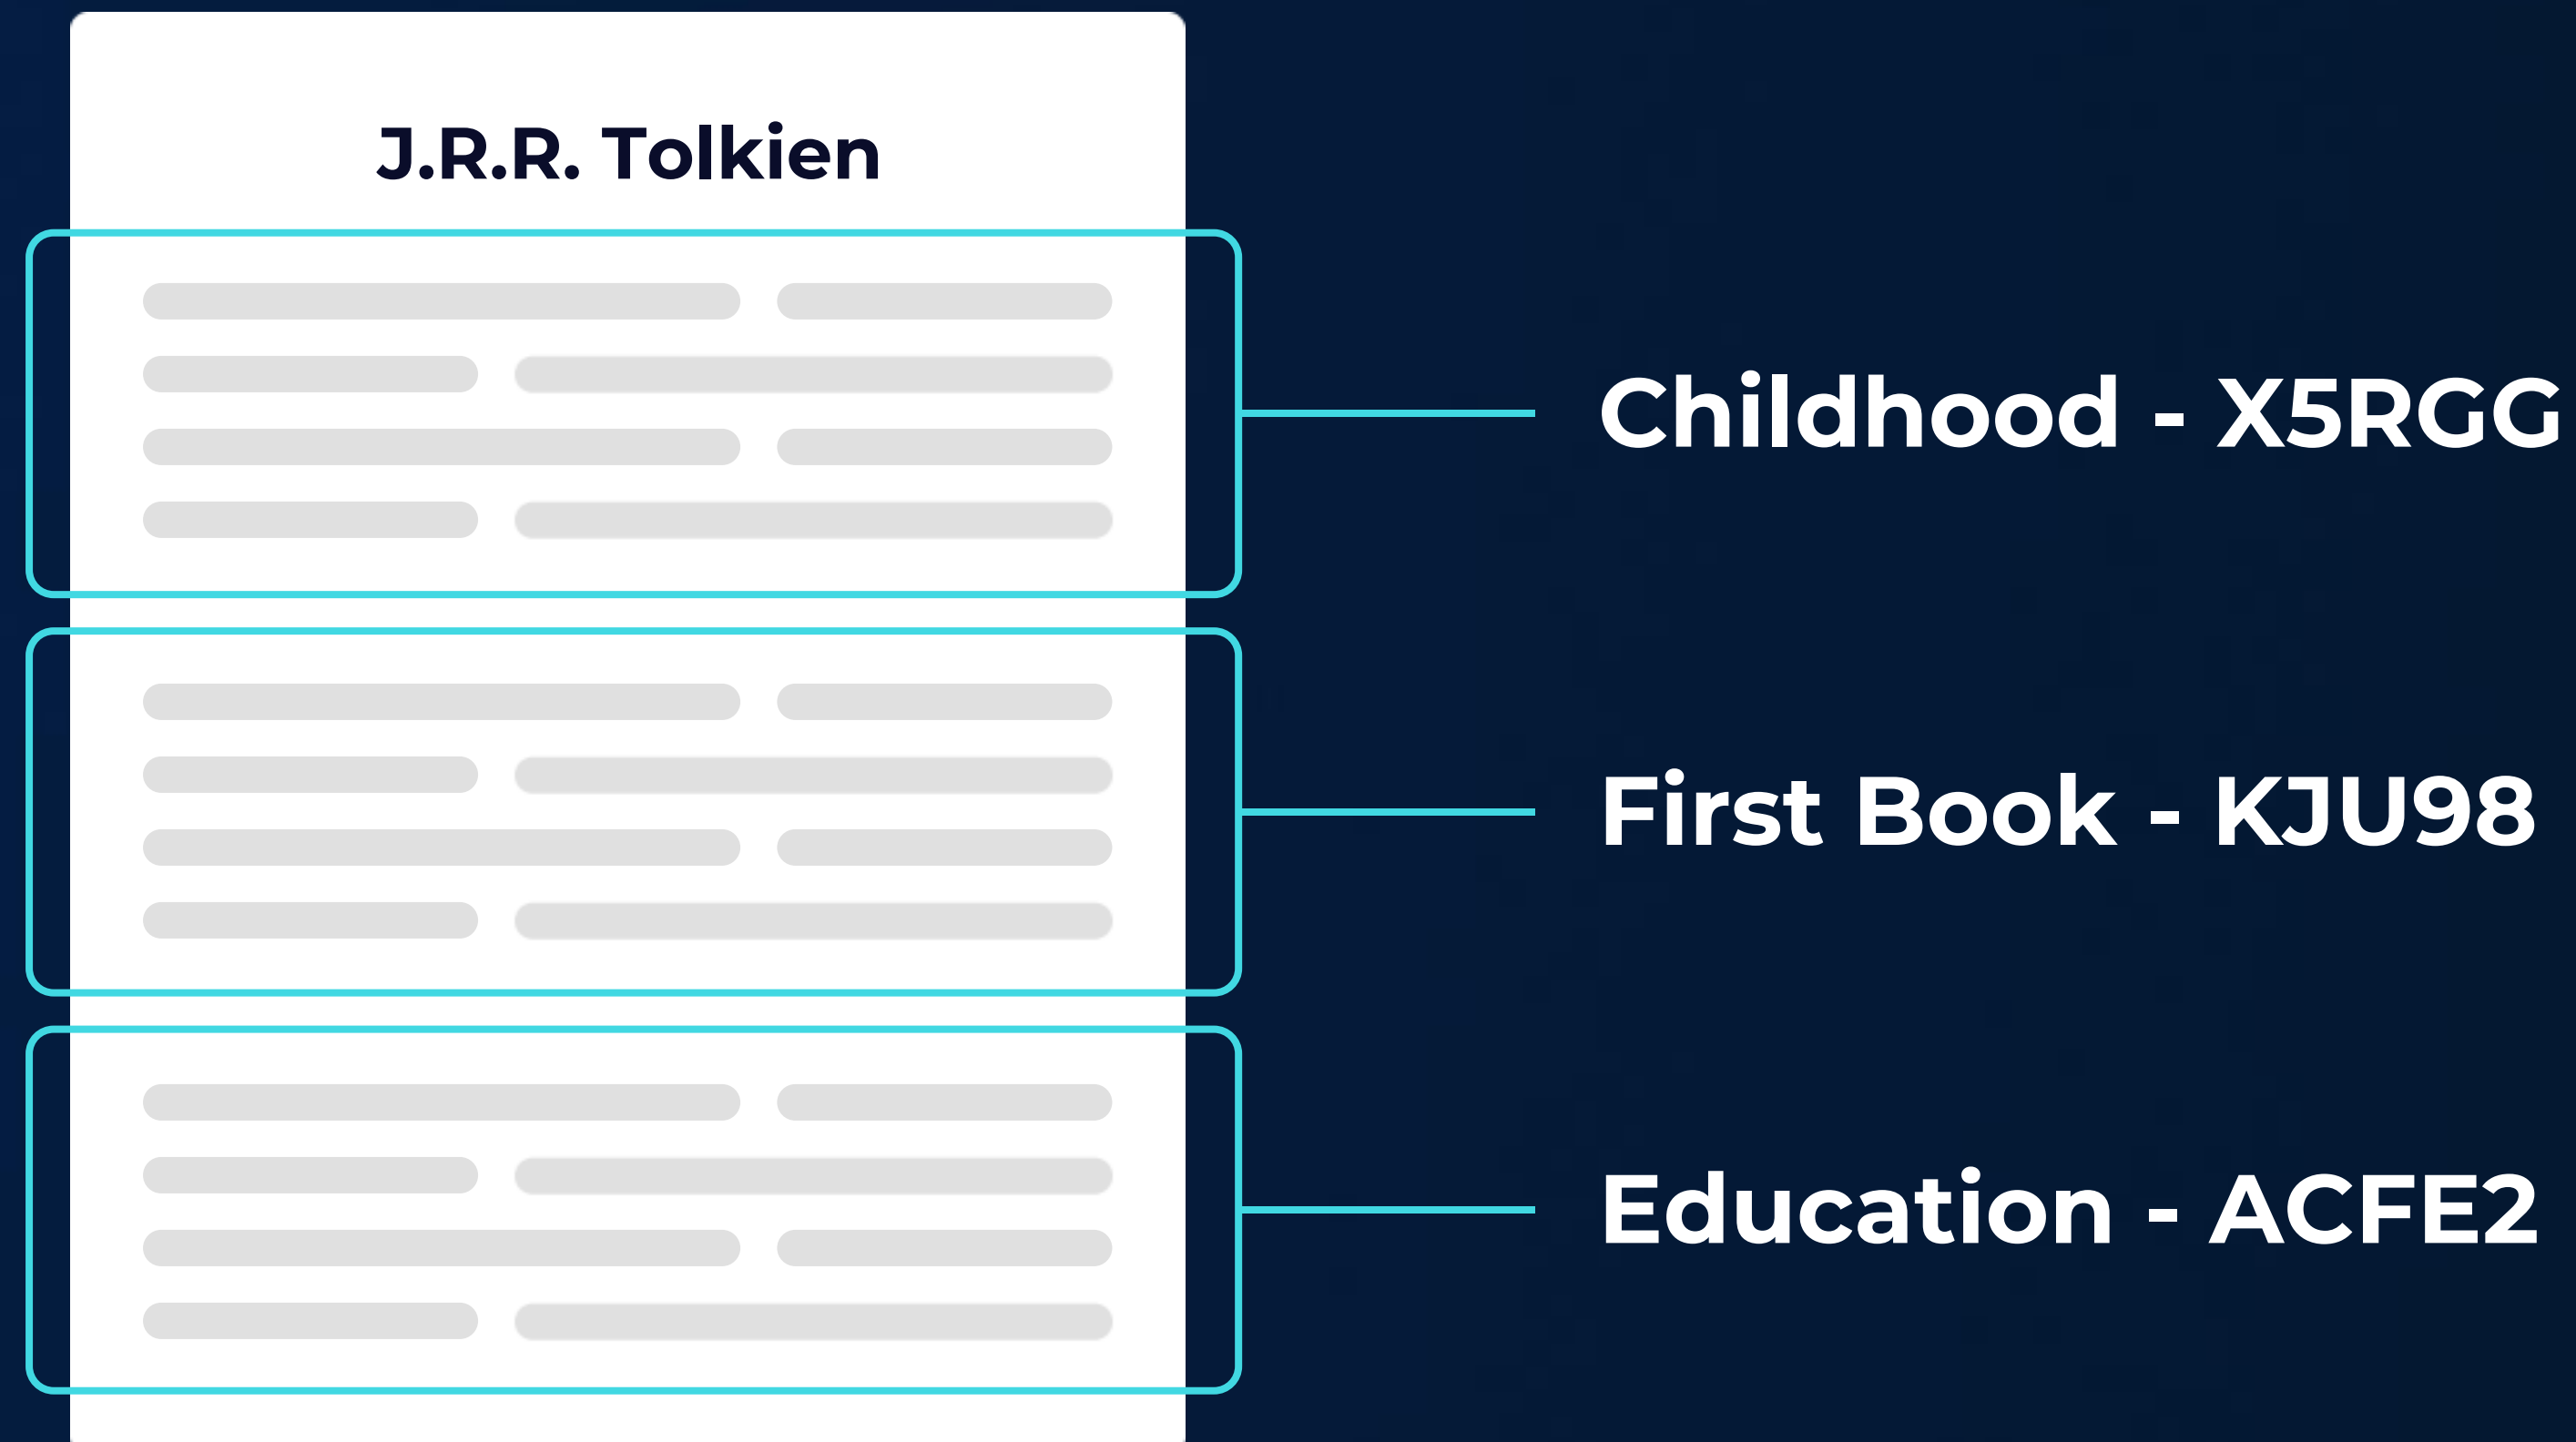 J.R.R. Tolkien
Childhood - X5RGG
First Book - KJU98
Education - ACFE2